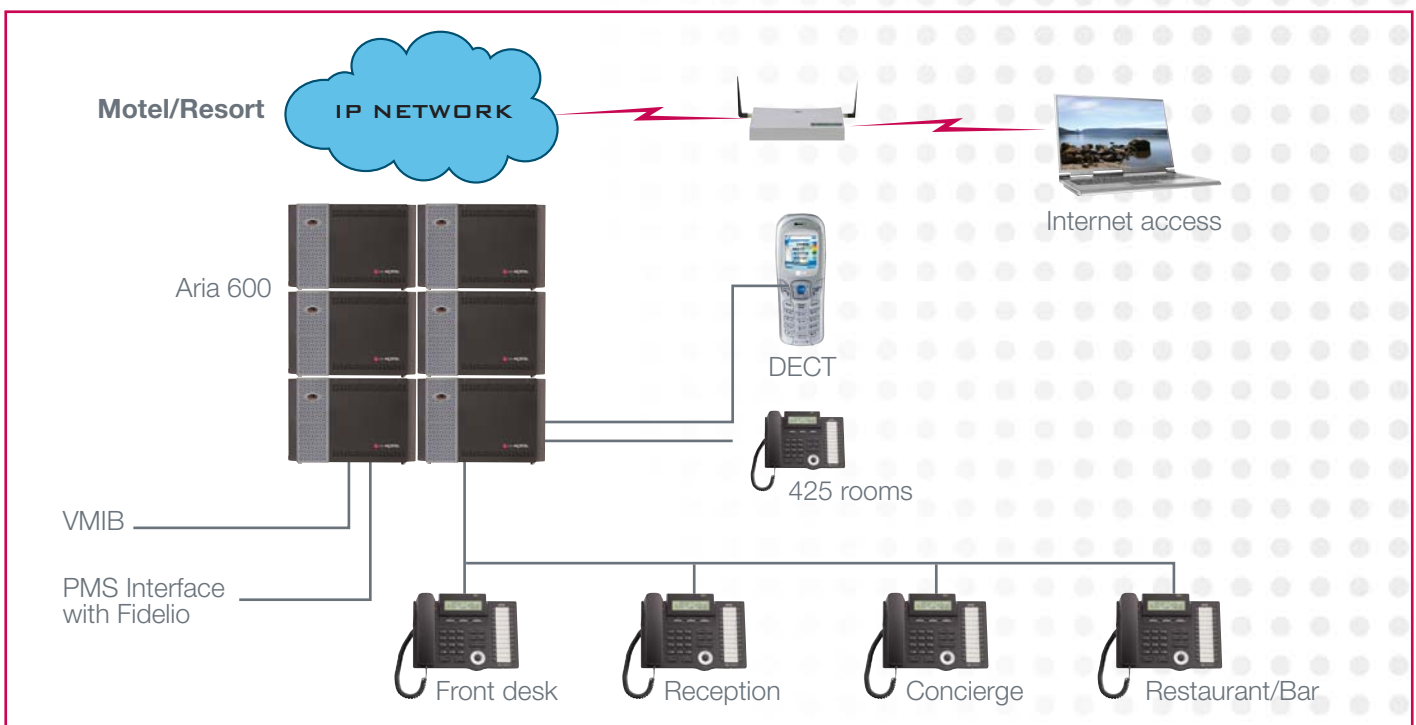 Motel/Resort
IP NETWORK
Internet access
Aria 600
DECT
425 rooms
VMIB
PMS Interface
with Fidelio
Front desk
Reception
Concierge
Restaurant/Bar